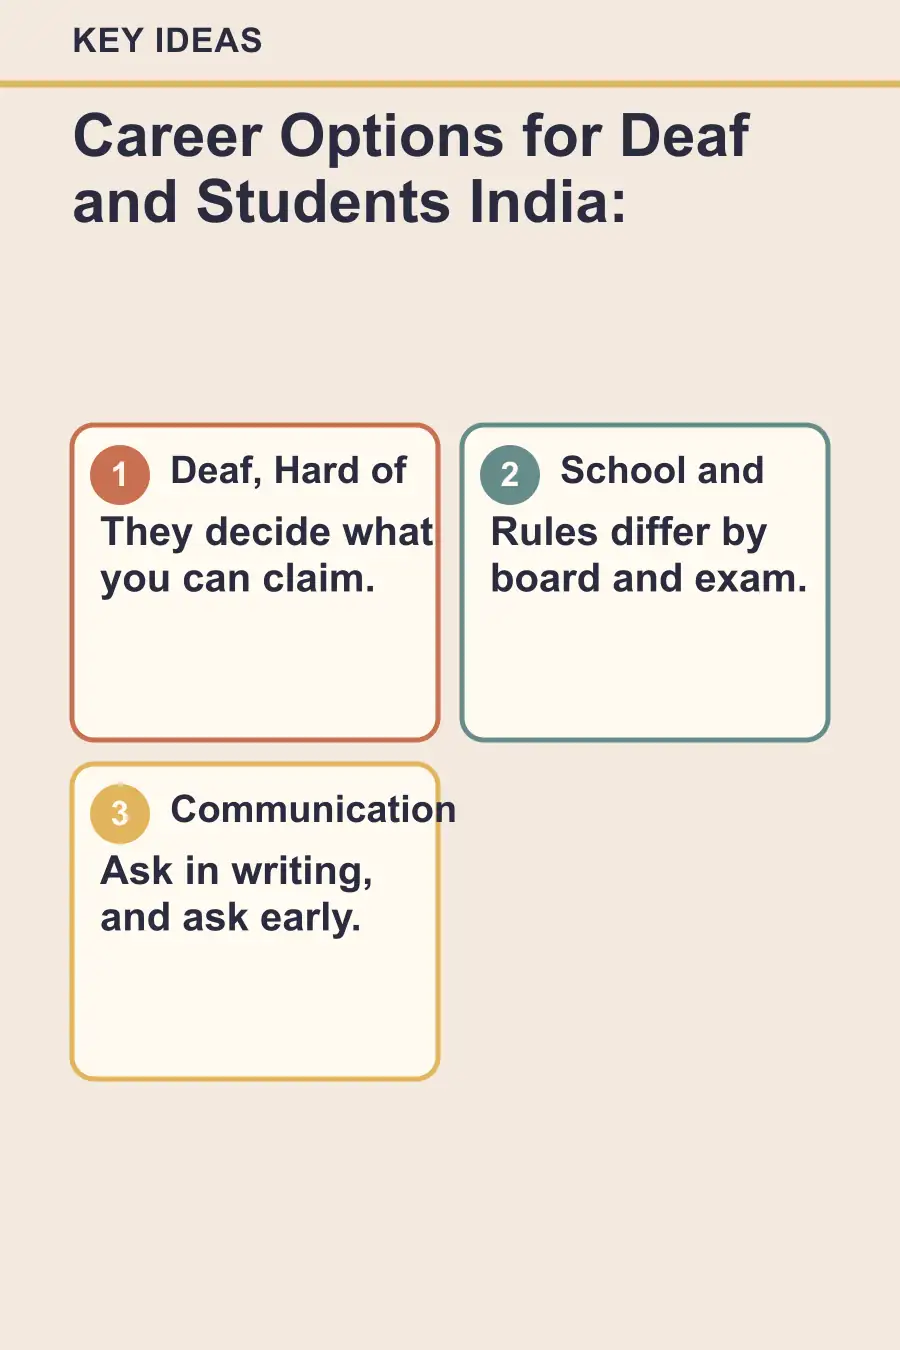 KEY IDEAS
Career Options for Deaf
and Students India:
1 Deaf, Hard of
They decide what
you can claim.
2 School and
Rules differ by
board and exam.
3 Communication
Ask in writing,
and ask early.